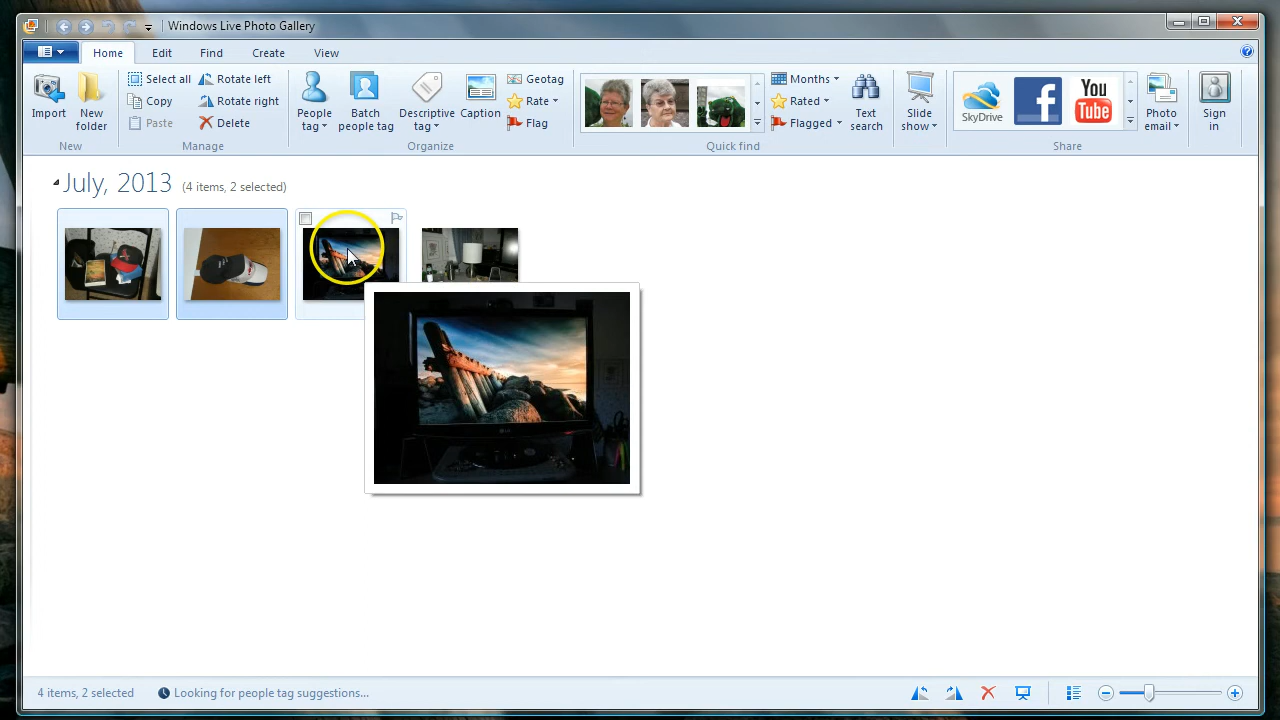 Windows Live Photo Gallery
Home Edit Find Create View
Import
New folder
New
Select all
Copy
Paste
Rotate left
Rotate right
Delete
Manage
People tag
Batch people tag
Descriptive tag
Caption
Geotag
Rate
Flag
Organize
Months
Rated
Flagged
Text search
Quick find
Slide show
SkyDrive
f
You Tube
Photo email
Share
Sign in
July, 2013 (4 items, 2 selected)
LG
4 items, 2 selected
Looking for people tag suggestions...